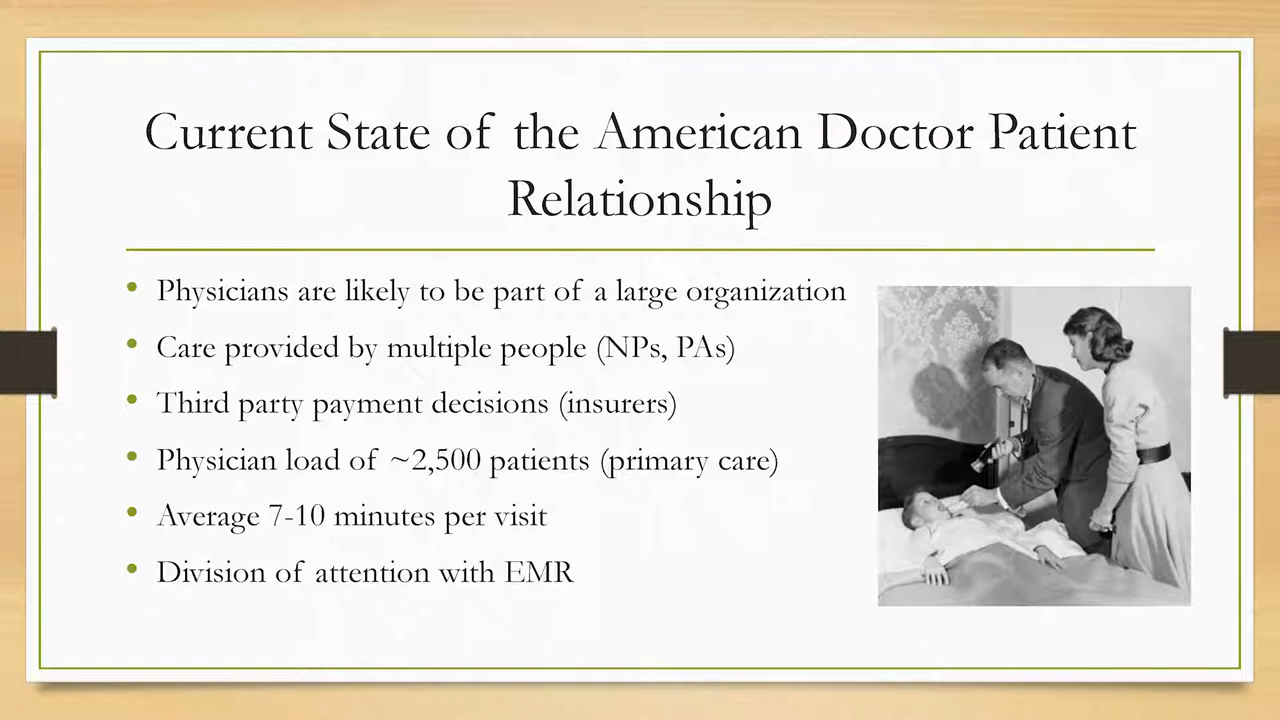 Current State of the American Doctor Patient
Relationship
• Physicians are likely to be part of a large organization
• Care provided by multiple people (NPs, PAs)
• Third party payment decisions (insurers)
• Physician load of ~2,500 patients (primary care)
• Average 7-10 minutes per visit
• Division of attention with EMR